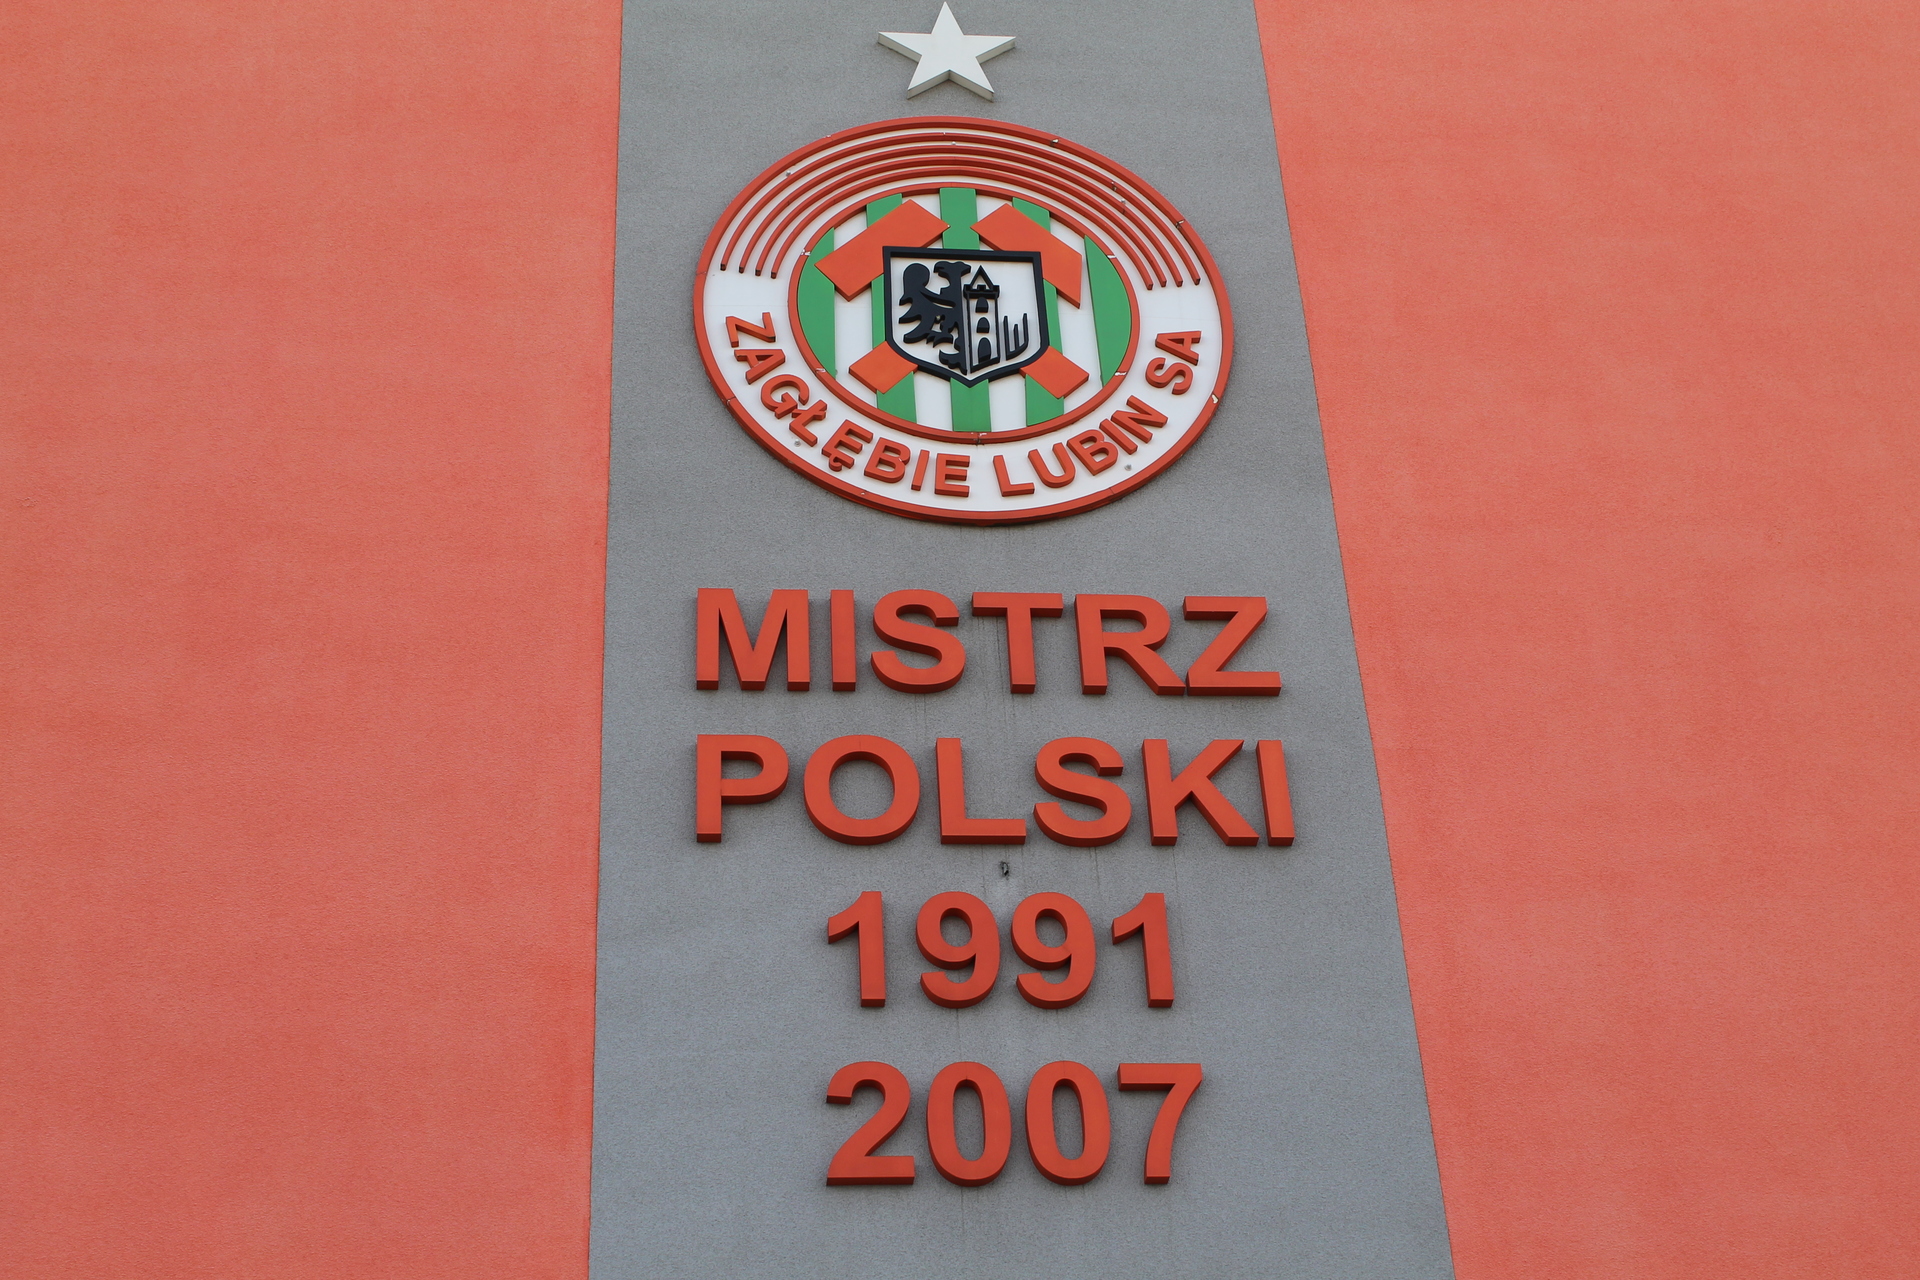 ZAGŁĘBIE LUBIN SA
MISTRZ
POLSKI
1991
2007